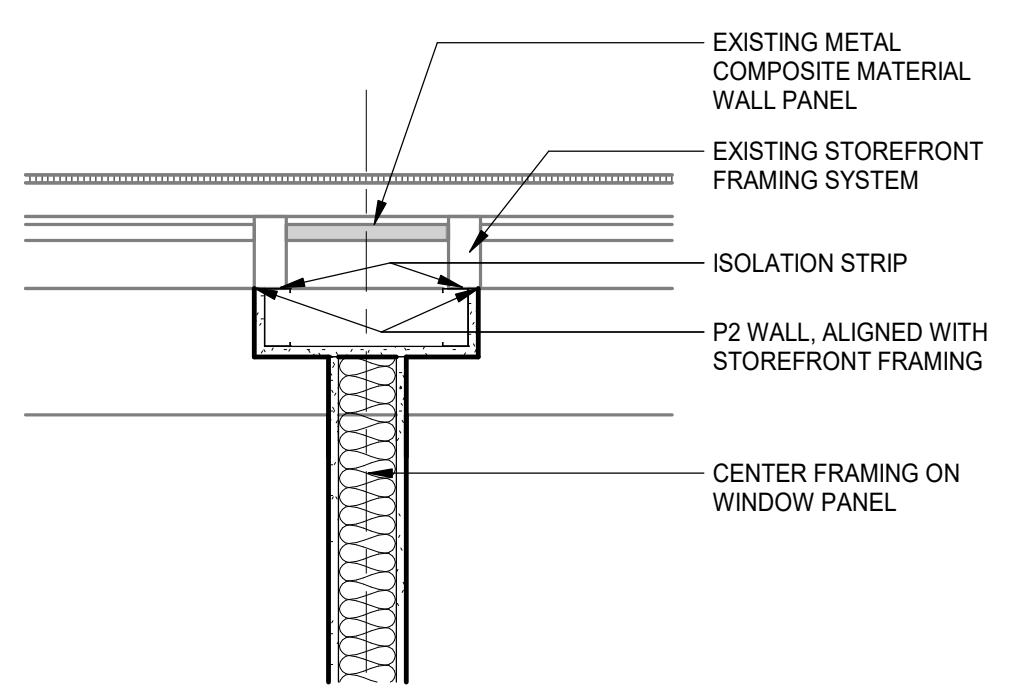 EXISTING METAL
COMPOSITE MATERIAL
WALL PANEL
EXISTING STOREFRONT
FRAMING SYSTEM
ISOLATION STRIP
P2 WALL, ALIGNED WITH
STOREFRONT FRAMING
CENTER FRAMING ON
WINDOW PANEL